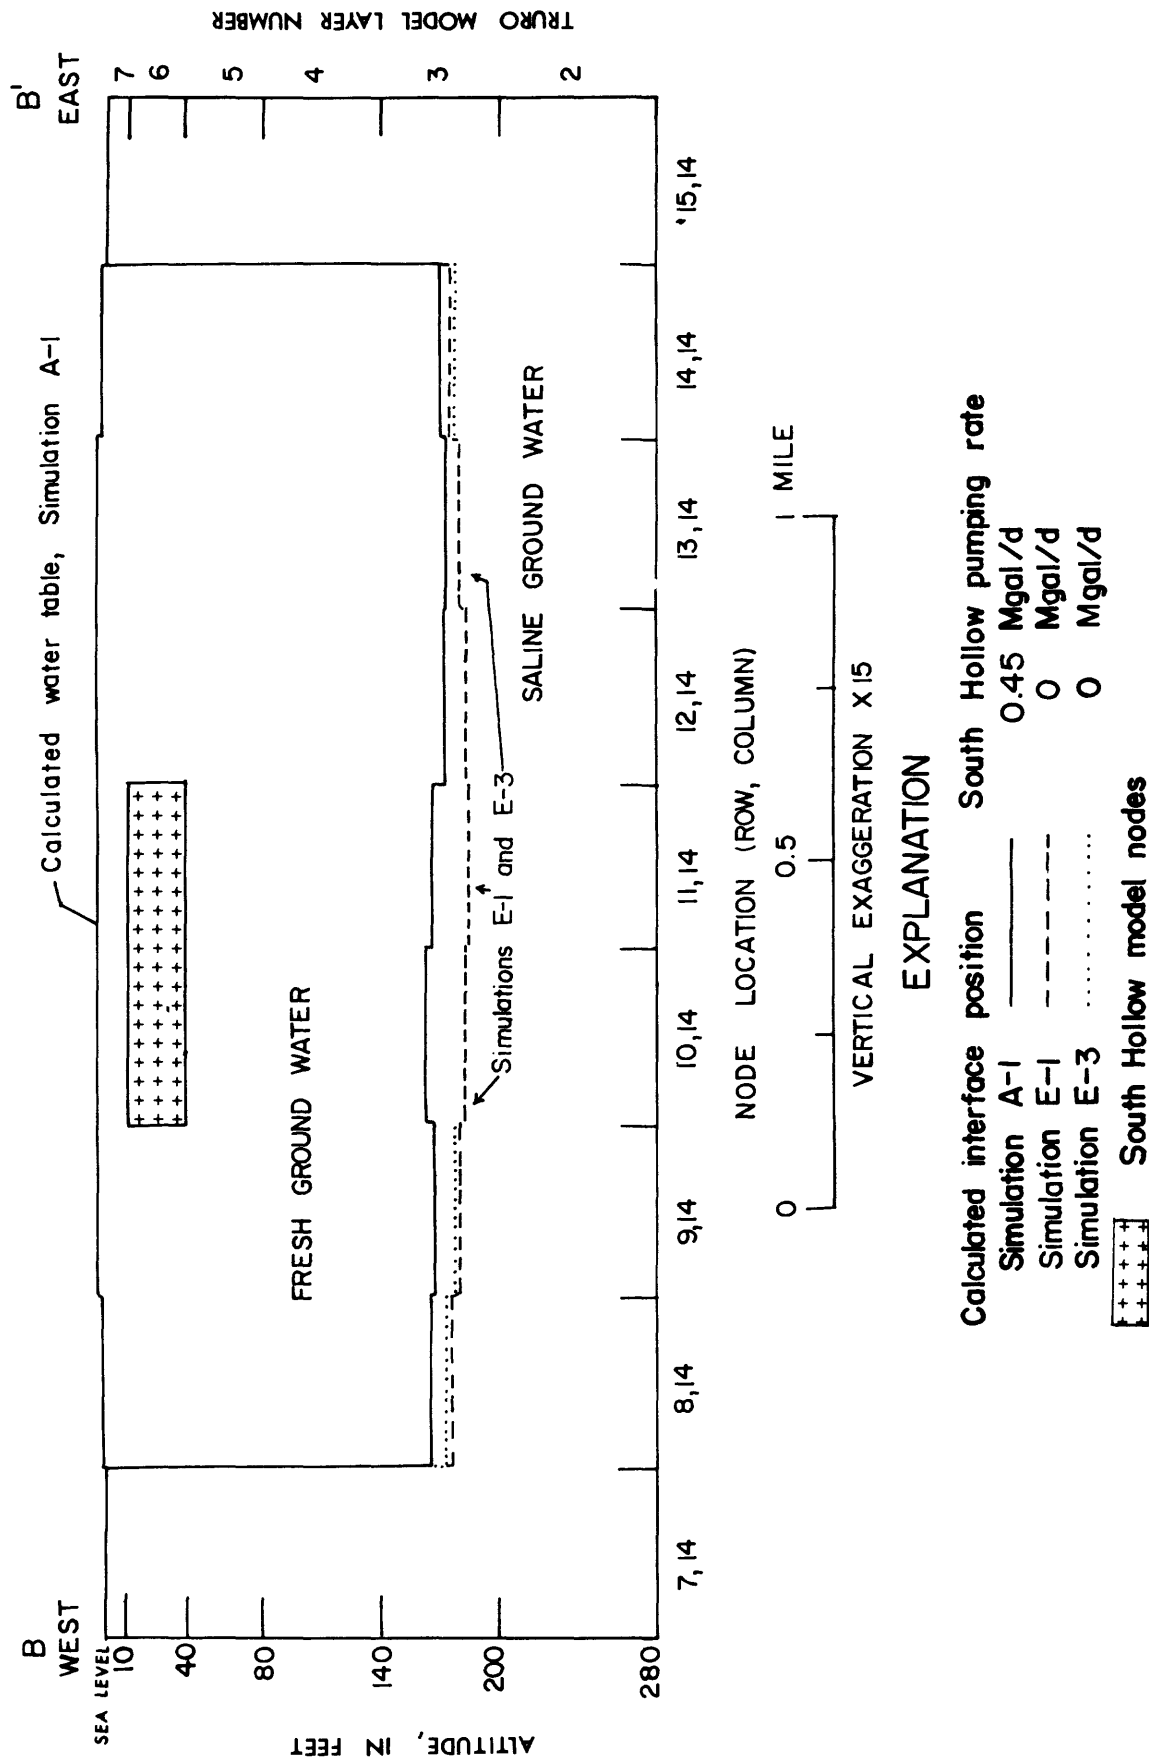 B
WEST
B'
EAST
Calculated water table, Simulation A-1
SEA LEVEL
10
40
80
140
200
280
ALTITUDE, IN FEET
7
6
5
4
3
2
TRURO MODEL LAYER NUMBER
FRESH GROUND WATER
Simulations E-1 and E-3
SALINE GROUND WATER
7,14 8,14 9,14 10,14 11,14 12,14 13,14 14,14 15,14
NODE LOCATION (ROW, COLUMN)
0 0.5 1 MILE
VERTICAL EXAGGERATION X15
EXPLANATION
Calculated interface position South Hollow pumping rate
Simulation A-1 0.45 Mgal/d
Simulation E-1 0 Mgal/d
Simulation E-3 0 Mgal/d
South Hollow model nodes